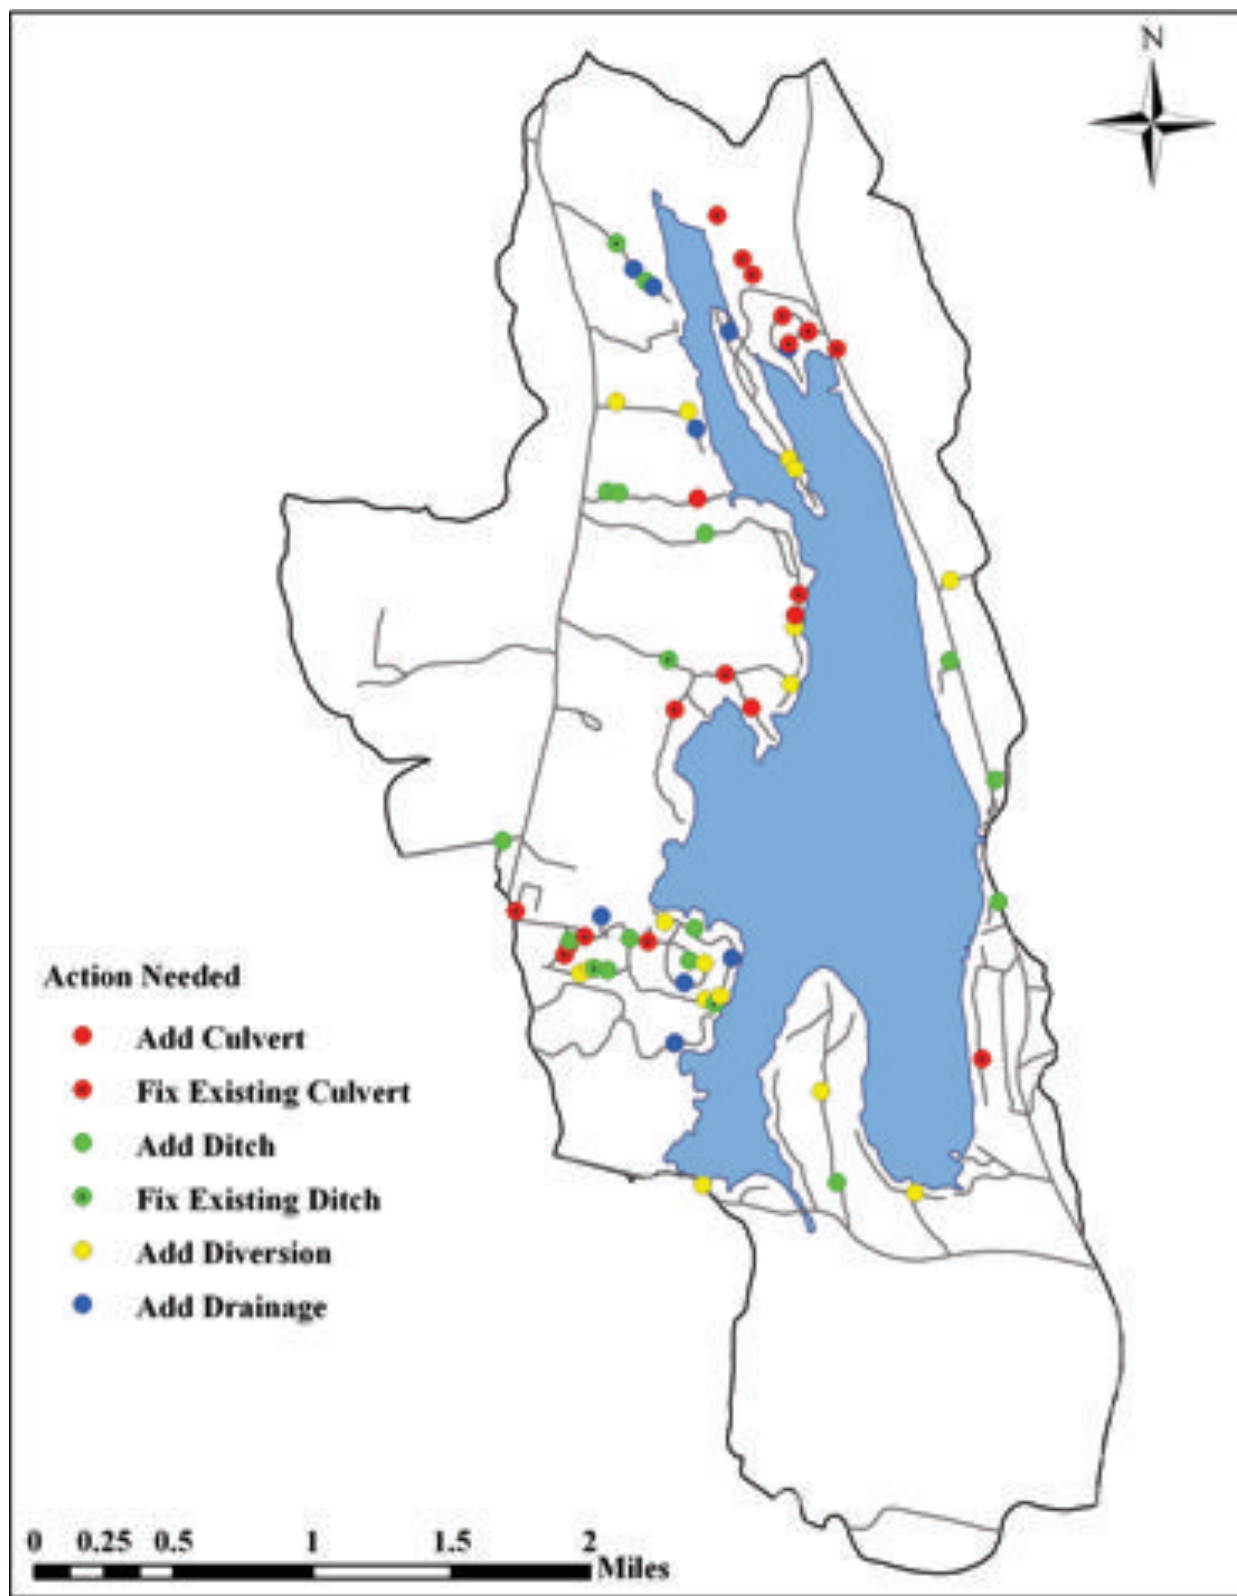 N
Action Needed
Add Culvert
Fix Existing Culvert
Add Ditch
Fix Existing Ditch
Add Diversion
Add Drainage
0 0.25 0.5 1 1.5 2
Miles